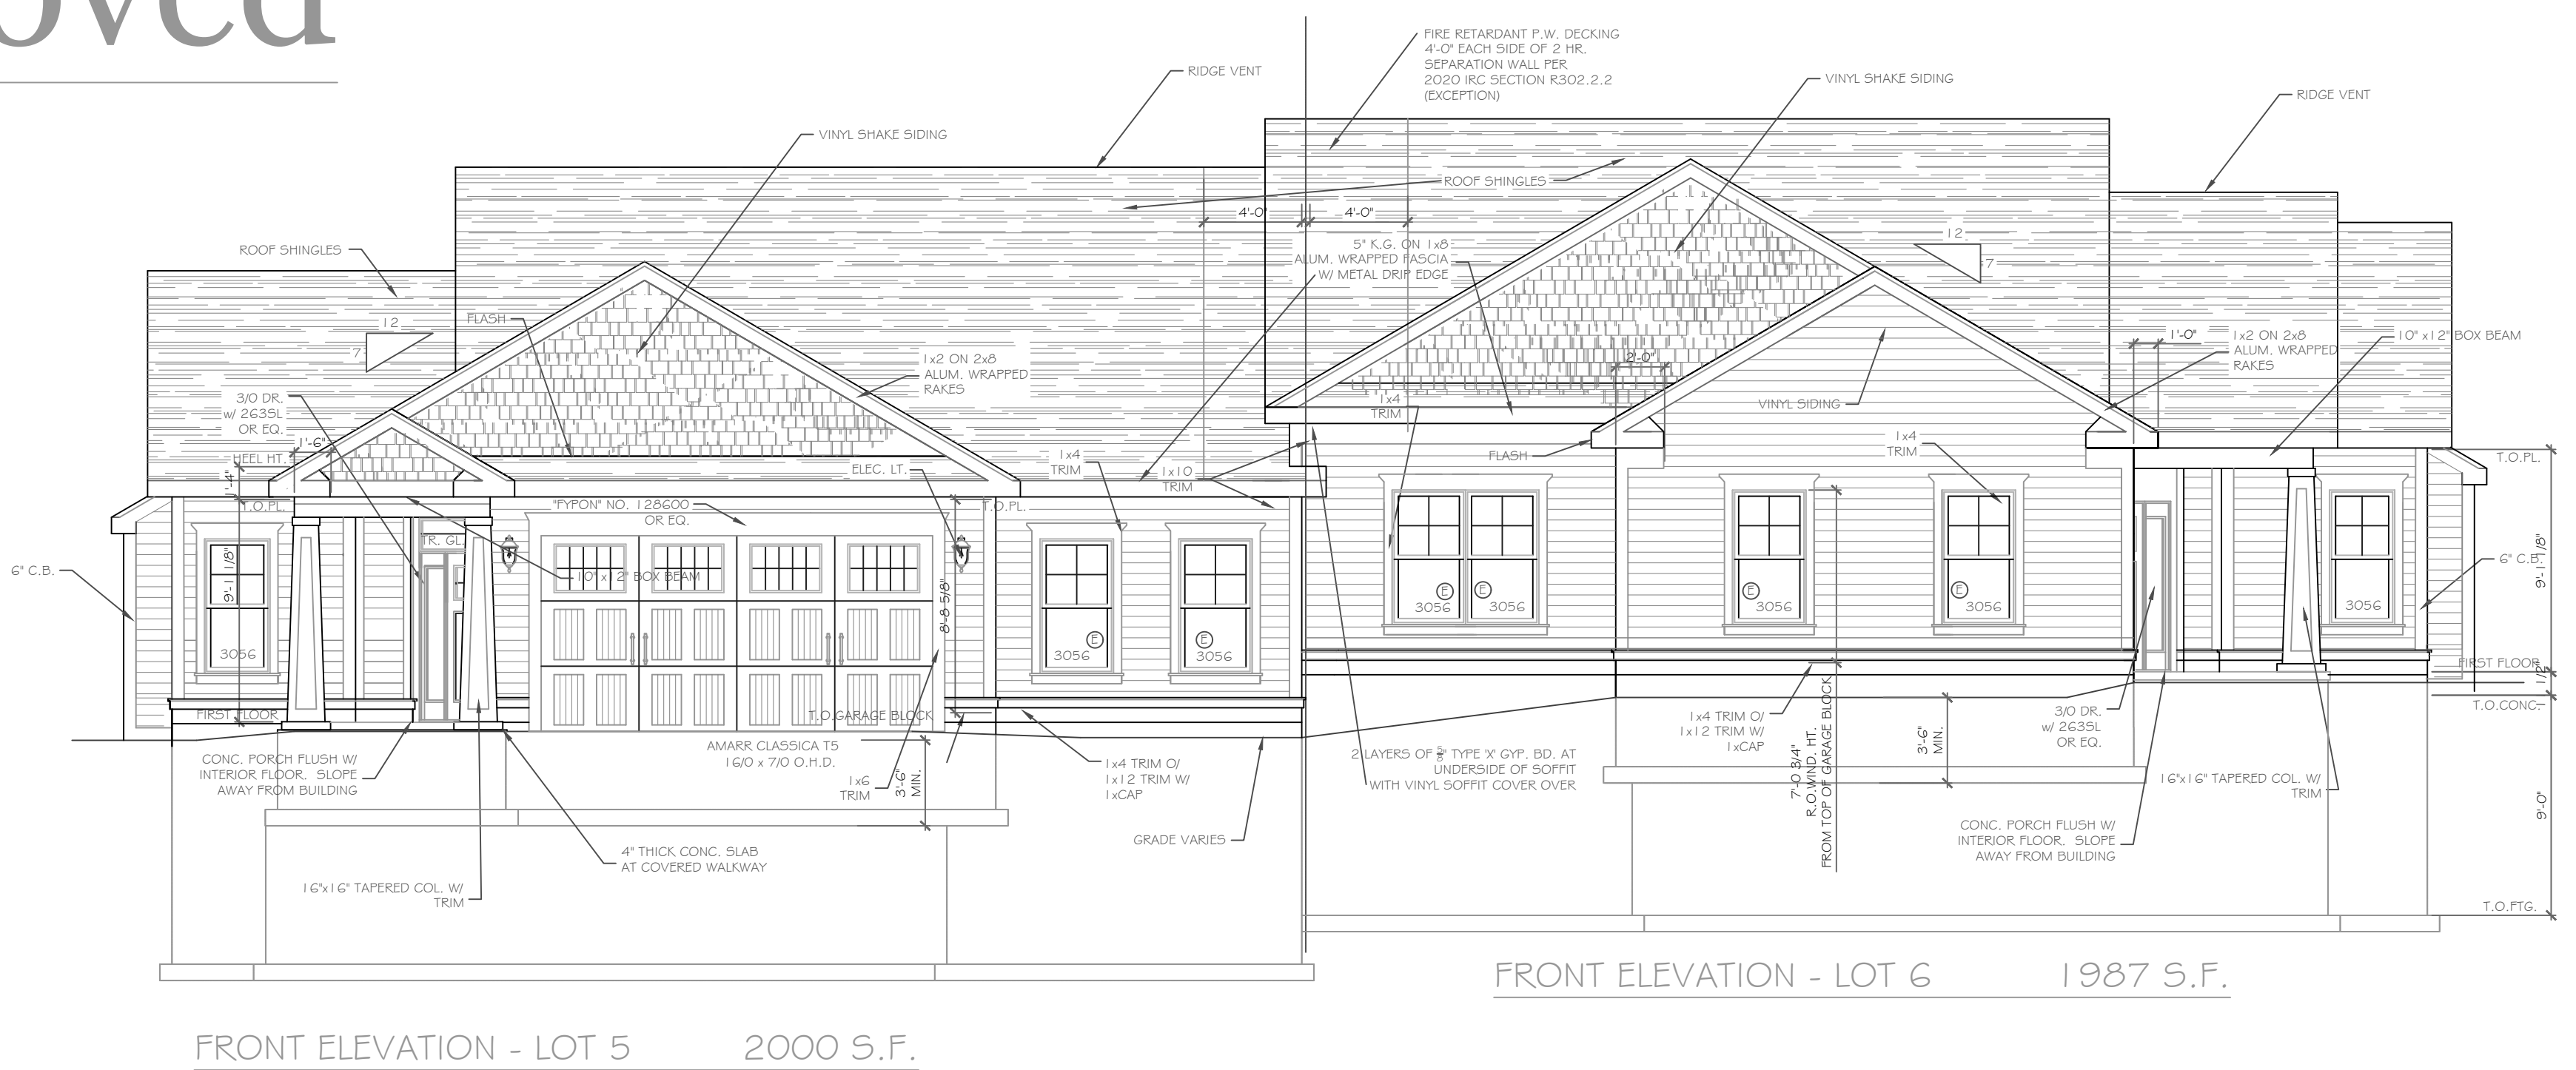 oved
FIRE RETARDANT P.W. DECKING
4'-0" EACH SIDE OF 2 HR.
SEPARATION WALL PER
2020 IRC SECTION R302.2.2
(EXCEPTION)
RIDGE VENT
VINYL SHAKE SIDING
RIDGE VENT
VINYL SHAKE SIDING
ROOF SHINGLES
4'-0"
4'-0"
ROOF SHINGLES
5" K.G. ON 1x8
ALUM. WRAPPED FASCIA
W/ METAL DRIP EDGE
12
7
12
7
FLASH
1x2 ON 2x8
ALUM. WRAPPED
RAKES
2'-0"
1'-0"
1x2 ON 2x8
ALUM. WRAPPED
RAKES
10" x12" BOX BEAM
3/0 DR.
w/ 263SL
OR EQ.
1x4
TRIM
VINYL SIDING
1'-6"
HEEL HT.
1'-4"
T.O.PL.
ELEC. LT.
1x4
TRIM
1x10
TRIM
FLASH
1x4
TRIM
T.O.PL.
"FYPON" NO. 128600
OR EQ.
T.O.PL.
TR. GL.
6" C.B.
9'-1 1/8"
10" x12" BOX BEAM
8'-8 5/8"
E
3056
E
3056
E
3056
E
3056
3056
6" C.B.
9'-1 1/8"
3056
E
3056
E
3056
FIRST FLOOR
T.O.GARAGE BLOCK
FIRST FLOOR
1/2"
T.O.CONC.
CONC. PORCH FLUSH W/
INTERIOR FLOOR. SLOPE
AWAY FROM BUILDING
AMARR CLASSICA T5
16/0 x 7/0 O.H.D.
1x6
TRIM
3'-6"
MIN.
1x4 TRIM O/
1x12 TRIM W/
1xCAP
GRADE VARIES
2 LAYERS OF 5/8" TYPE 'X' GYP. BD. AT
UNDERSIDE OF SOFFIT
WITH VINYL SOFFIT COVER OVER
1x4 TRIM O/
1x12 TRIM W/
1xCAP
7'-0 3/4"
R.O.WIND. HT.
FROM TOP OF GARAGE BLOCK
3'-6"
MIN.
3/0 DR.
w/ 263SL
OR EQ.
16"x16" TAPERED COL. W/
TRIM
9'-0"
CONC. PORCH FLUSH W/
INTERIOR FLOOR. SLOPE
AWAY FROM BUILDING
4" THICK CONC. SLAB
AT COVERED WALKWAY
16"x16" TAPERED COL. W/
TRIM
T.O.FTG.
FRONT ELEVATION - LOT 6 1987 S.F.
FRONT ELEVATION - LOT 5 2000 S.F.